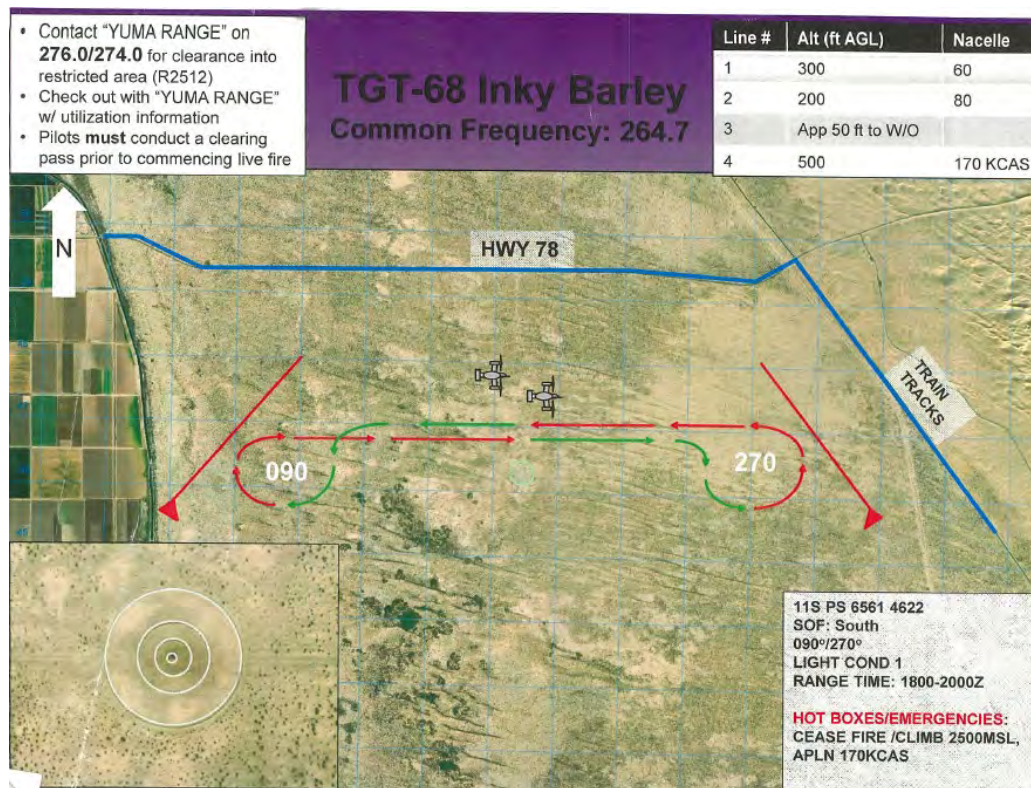 • Contact “YUMA RANGE” on
276.0/274.0 for clearance into
restricted area (R2512)
• Check out with “YUMA RANGE”
w/ utilization information
• Pilots must conduct a clearing
pass prior to commencing live fire
TGT-68 Inky Barley
Common Frequency: 264.7
Line # Alt (ft AGL) Nacelle
1 300 60
2 200 80
3 App 50 ft to W/O
4 500 170 KCAS
N
HWY 78
TRAIN
TRACKS
090
270
11S PS 6561 4622
SOF: South
090°/270°
LIGHT COND 1
RANGE TIME: 1800-2000Z
HOT BOXES/EMERGENCIES:
CEASE FIRE /CLIMB 2500MSL,
APLN 170KCAS